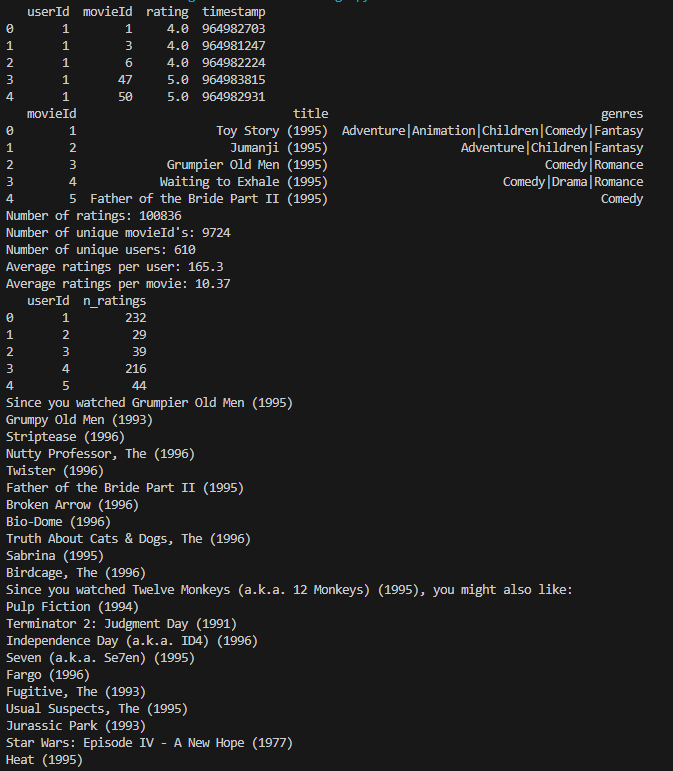 userId movieId rating timestamp
0 1 1 4.0 964982703
1 1 3 4.0 964981247
2 1 6 4.0 964982224
3 1 47 5.0 964983815
4 1 50 5.0 964982931
movieId title genres
0 1 Toy Story (1995) Adventure|Animation|Children|Comedy|Fantasy
1 2 Jumanji (1995) Adventure|Children|Fantasy
2 3 Grumpier Old Men (1995) Comedy|Romance
3 4 Waiting to Exhale (1995) Comedy|Drama|Romance
4 5 Father of the Bride Part II (1995) Comedy
Number of ratings: 100836
Number of unique movieId's: 9724
Number of unique users: 610
Average ratings per user: 165.3
Average ratings per movie: 10.37
userId n_ratings
0 1 232
1 2 29
2 3 39
3 4 216
4 5 44
Since you watched Grumpier Old Men (1995)
Grumpy Old Men (1993)
Striptease (1996)
Nutty Professor, The (1996)
Twister (1996)
Father of the Bride Part II (1995)
Broken Arrow (1996)
Bio-Dome (1996)
Truth About Cats & Dogs, The (1996)
Sabrina (1995)
Birdcage, The (1996)
Since you watched Twelve Monkeys (a.k.a. 12 Monkeys) (1995), you might also like:
Pulp Fiction (1994)
Terminator 2: Judgment Day (1991)
Independence Day (a.k.a. ID4) (1996)
Seven (a.k.a. Se7en) (1995)
Fargo (1996)
Fugitive, The (1993)
Usual Suspects, The (1995)
Jurassic Park (1993)
Star Wars: Episode IV - A New Hope (1977)
Heat (1995)